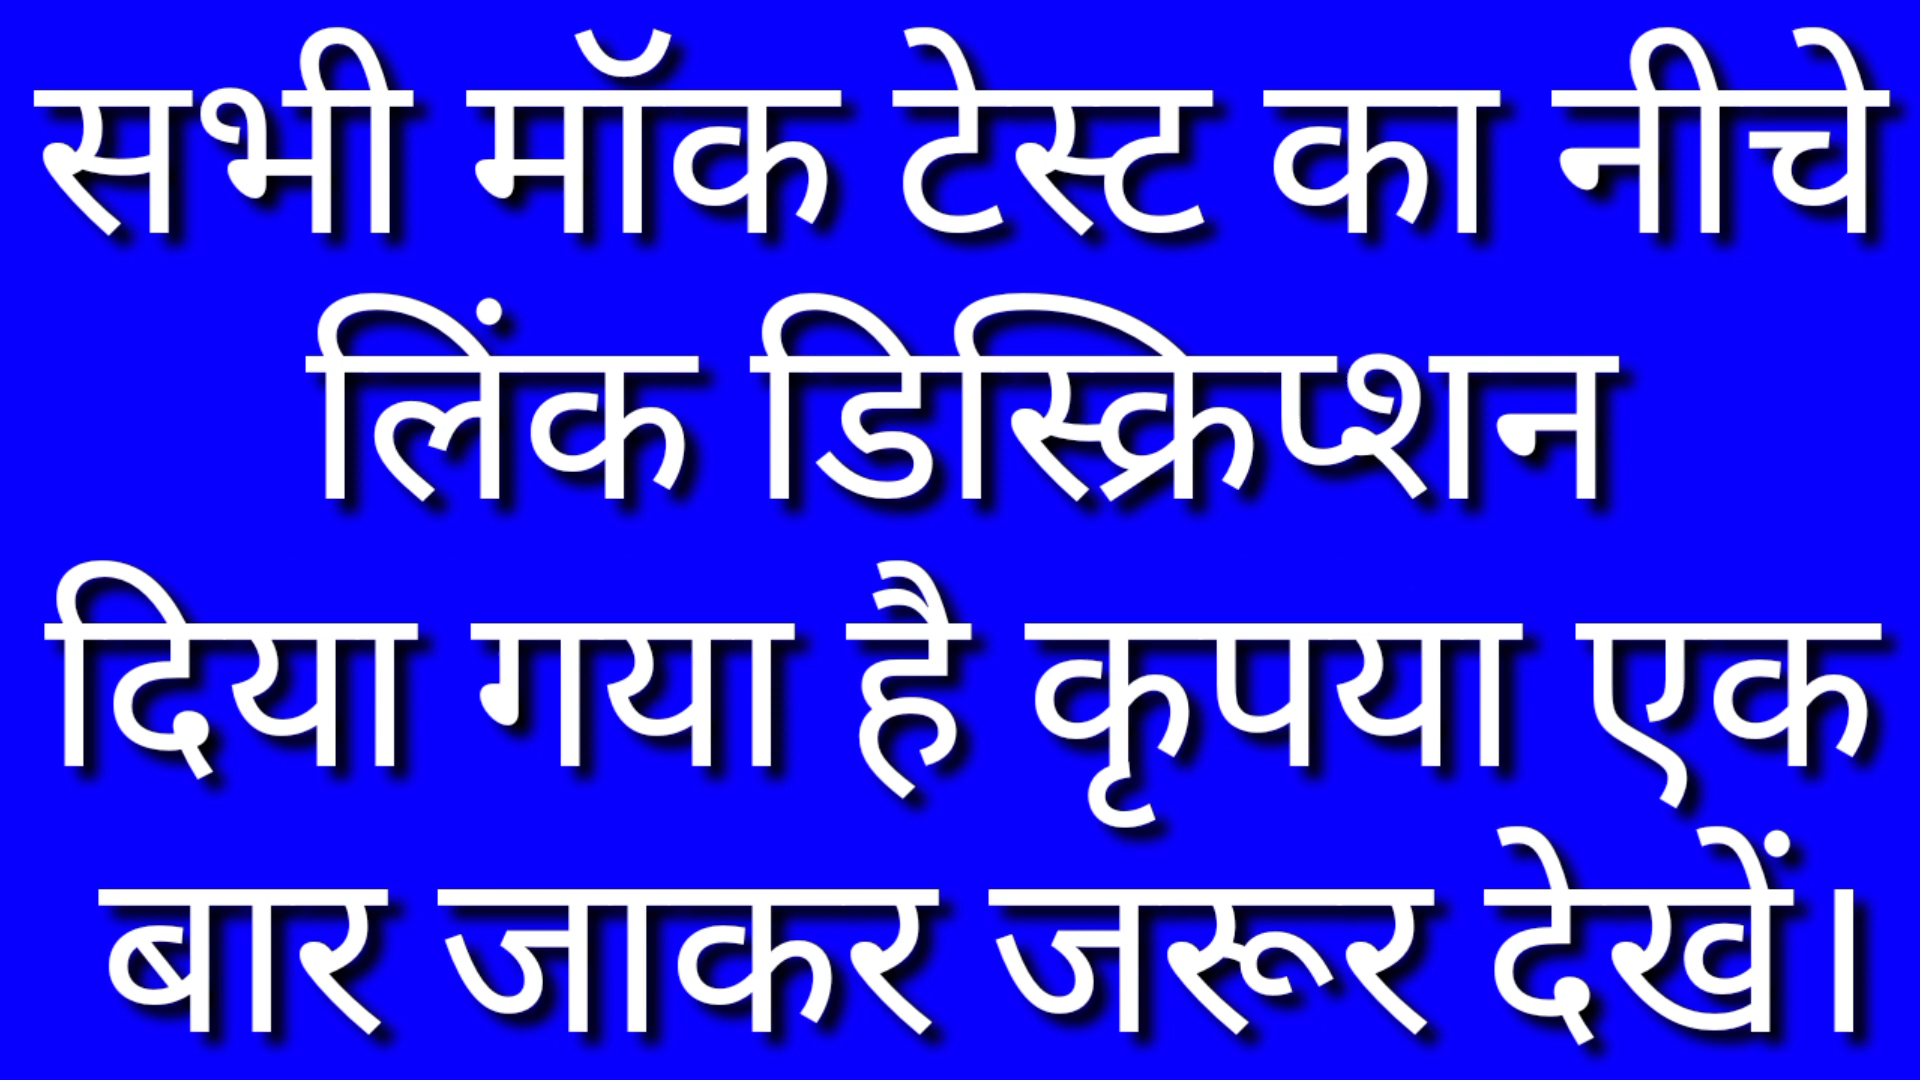 सभी मॉक टेस्ट का नीचे
लिंक डिस्क्रिप्शन
दिया गया है कृपया एक
बार जाकर जरूर देखें।